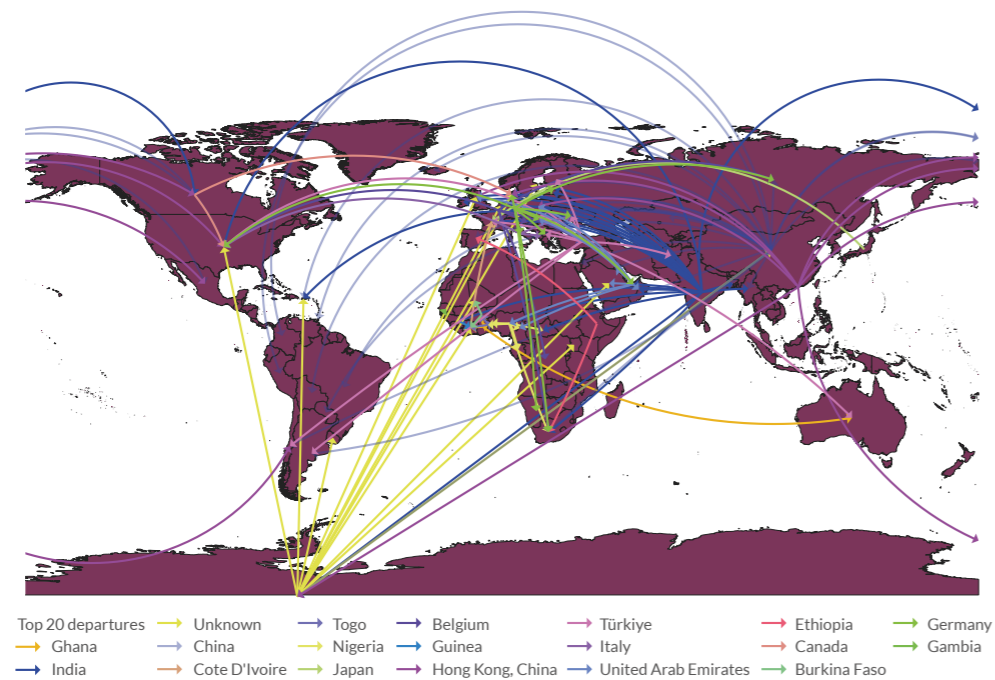 Top 20 departures Unknown Togo Belgium Türkiye Ethiopia Germany
Ghana China Nigeria Guinea Italy Canada Gambia
India Cote D'Ivoire Japan Hong Kong, China United Arab Emirates Burkina Faso